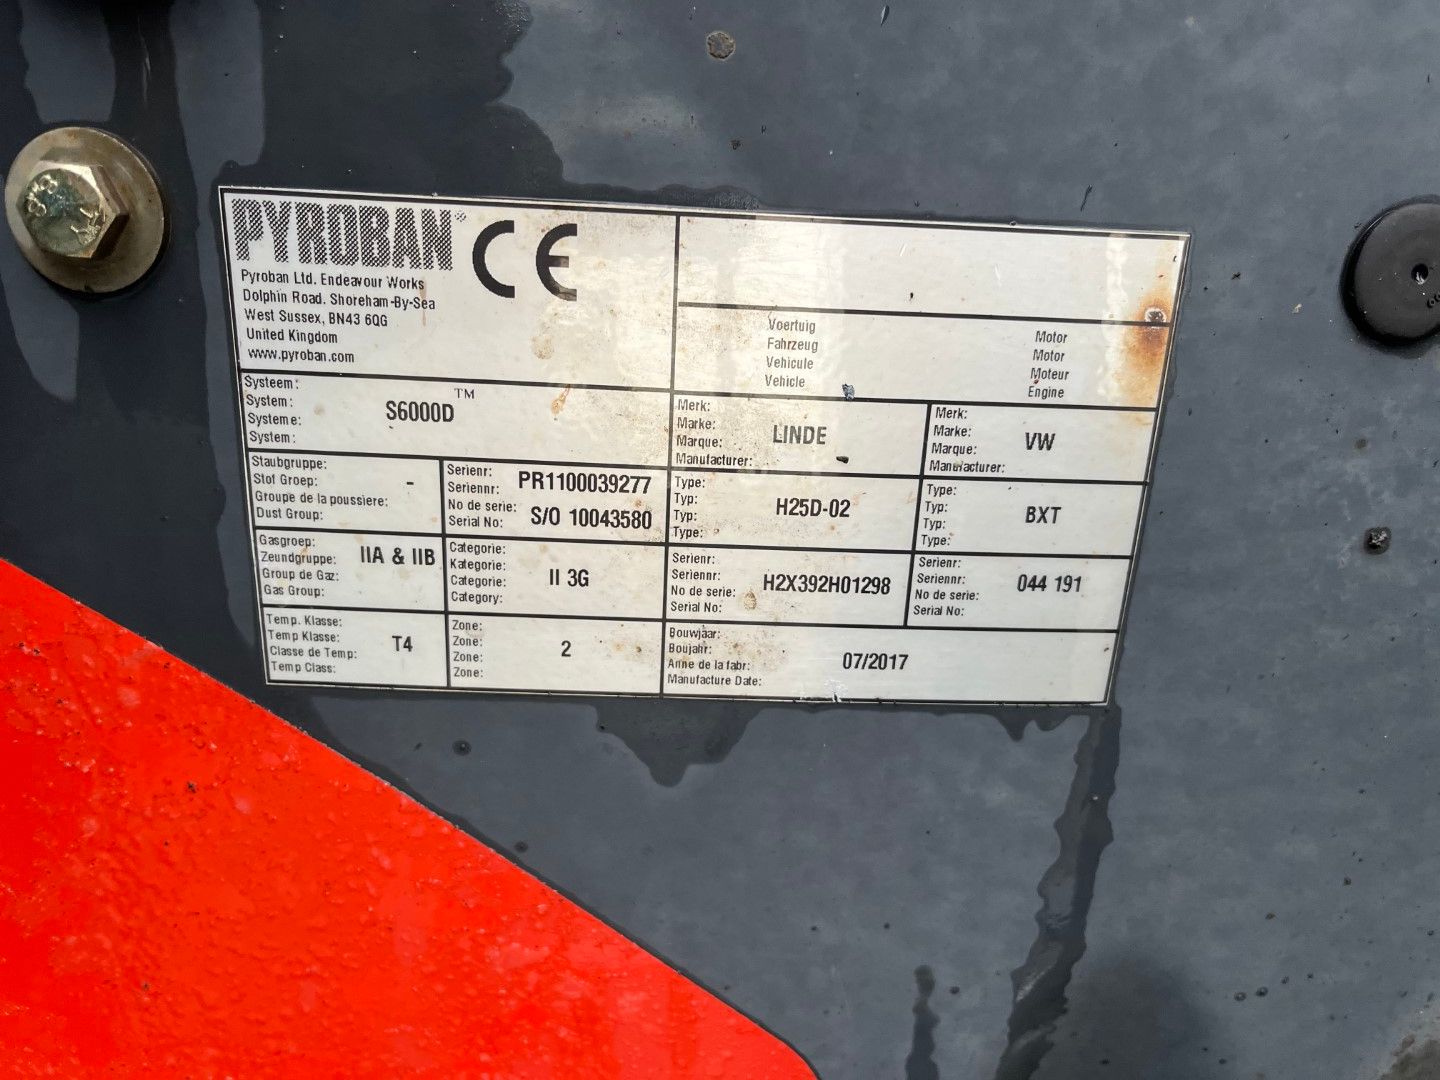 PYROBAN® CE
Pyroban Ltd. Endeavour Works
Dolphin Road. Shoreham-By-Sea
West Sussex, BN43 6QG
United Kingdom
www.pyroban.com
Voertuig
Fahrzeug
Vehicule
Vehicle
Motor
Motor
Moteur
Engine
Systeem:
System:
Systeme:
System:
S6000D™
Merk:
Marke:
Marque:
Manufacturer:
LINDE
Merk:
Marke:
Marque:
Manufacturer:
VW
Staubgruppe:
Stof Groep:
Groupe de la poussiere:
Dust Group:
-
Serienr:
Seriennr:
No de serie:
Serial No:
PR1100039277
S/O 10043580
Type:
Typ:
Typ:
Type:
H25D-02
Type:
Typ:
Typ:
Type:
BXT
Gasgroep:
Zeundgruppe:
Group de Gaz:
Gas Group:
IIA & IIB
Categorie:
Kategorie:
Categorie:
Category:
II 3G
Serienr:
Seriennr:
No de serie:
Serial No:
H2X392H01298
Serienr:
Seriennr:
No de serie:
Serial No:
044 191
Temp. Klasse:
Temp Klasse:
Classe de Temp:
Temp Class:
T4
Zone:
Zone:
Zone:
Zone:
2
Bouwjaar:
Boujahr:
Anne de la fabr:
Manufacture Date:
07/2017